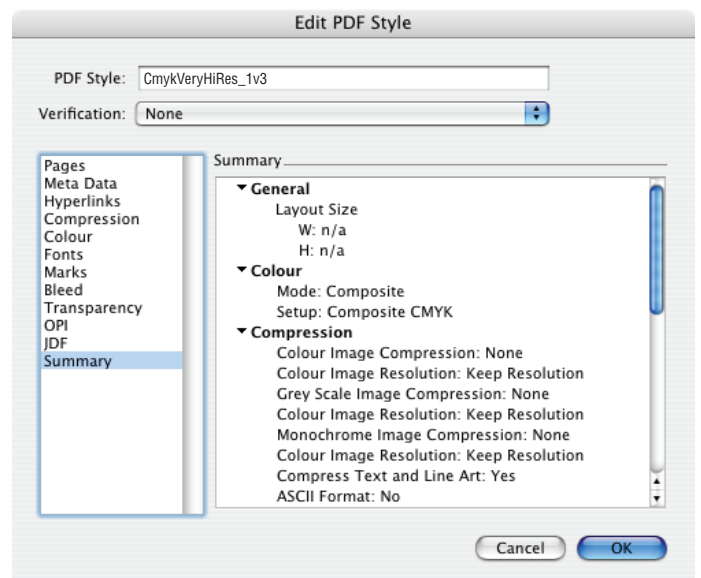 Edit PDF Style
PDF Style: CmykVeryHiRes_1v3
Verification: None
Pages
Meta Data
Hyperlinks
Compression
Colour
Fonts
Marks
Bleed
Transparency
OPI
JDF
Summary
Summary
General
Layout Size
W: n/a
H: n/a
Colour
Mode: Composite
Setup: Composite CMYK
Compression
Colour Image Compression: None
Colour Image Resolution: Keep Resolution
Grey Scale Image Compression: None
Colour Image Resolution: Keep Resolution
Monochrome Image Compression: None
Colour Image Resolution: Keep Resolution
Compress Text and Line Art: Yes
ASCII Format: No
Cancel OK